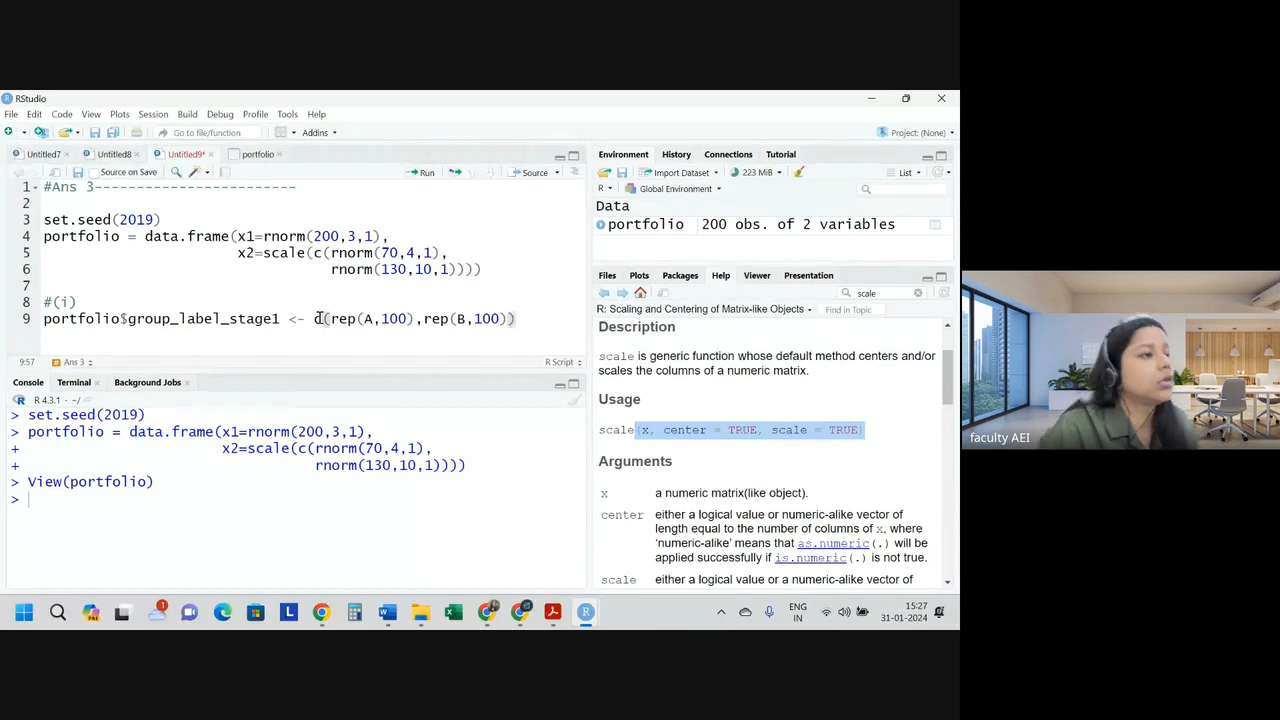 RStudio
File Edit Code View Plots Session Build Debug Profile Tools Help
Go to file/function Addins Project: (None)
Untitled7 Untitled8 Untitled9* portfolio
Source on Save Run Source
1 #Ans 3------------------------
2
3 set.seed(2019)
4 portfolio = data.frame(x1=rnorm(200,3,1),
5 x2=scale(c(rnorm(70,4,1),
6 rnorm(130,10,1))))
7
8 #(i)
9 portfolio$group_label_stage1 <- c(rep(A,100),rep(B,100))
9:57 Ans 3 R Script
Console Terminal Background Jobs
R 4.3.1 · ~/
> set.seed(2019)
> portfolio = data.frame(x1=rnorm(200,3,1),
+ x2=scale(c(rnorm(70,4,1),
+ rnorm(130,10,1))))
> View(portfolio)
>
Environment History Connections Tutorial
Import Dataset 223 MiB List
R Global Environment
Data
portfolio 200 obs. of 2 variables
Files Plots Packages Help Viewer Presentation
scale
R: Scaling and Centering of Matrix-like Objects Find in Topic
Description
scale is generic function whose default method centers and/or
scales the columns of a numeric matrix.
Usage
scale(x, center = TRUE, scale = TRUE)
Arguments
x a numeric matrix(like object).
center either a logical value or numeric-alike vector of
length equal to the number of columns of x, where
‘numeric-alike’ means that as.numeric(.) will be
applied successfully if is.numeric(.) is not true.
scale either a logical value or a numeric-alike vector of
faculty AEI
1
ENG
IN
15:27
31-01-2024